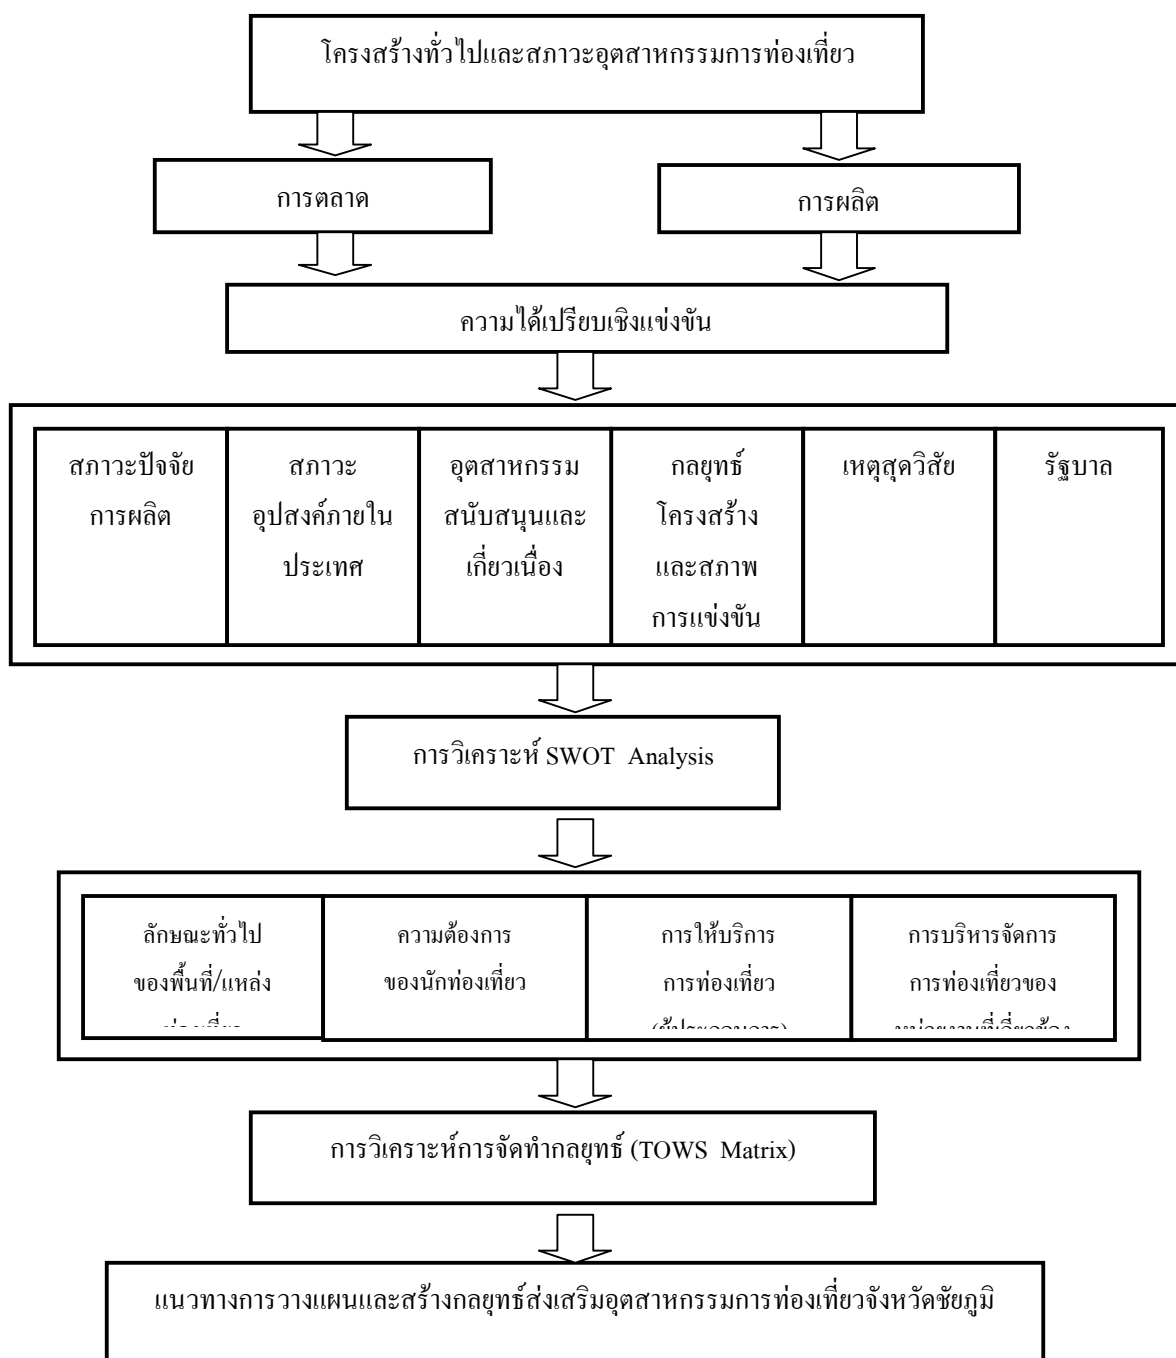 โครงสร้างทั่วไปและสภาวะอุตสาหกรรมการท่องเที่ยว
การตลาด
การผลิต
ความได้เปรียบเชิงแข่งขัน
สภาวะปัจจัย
การผลิต
สภาวะ
อุปสงค์ภายใน
ประเทศ
อุตสาหกรรม
สนับสนุนและ
เกี่ยวเนื่อง
กลยุทธ์
โครงสร้าง
และสภาพ
การแข่งขัน
เหตุสุดวิสัย
รัฐบาล
การวิเคราะห์ SWOT Analysis
ลักษณะทั่วไป
ของพื้นที่/แหล่ง
ความต้องการ
ของนักท่องเที่ยว
การให้บริการ
การท่องเที่ยว
การบริหารจัดการ
การท่องเที่ยวของ
การวิเคราะห์การจัดทำกลยุทธ์ (TOWS Matrix)
แนวทางการวางแผนและสร้างกลยุทธ์ส่งเสริมอุตสาหกรรมการท่องเที่ยวจังหวัดชัยภูมิ